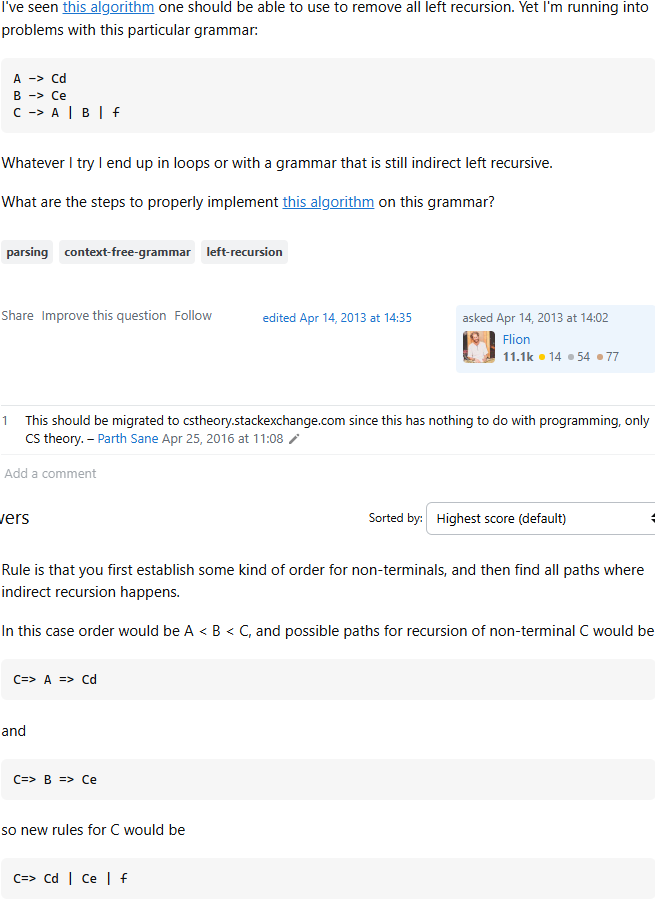 I've seen this algorithm one should be able to use to remove all left recursion. Yet I'm running into
problems with this particular grammar:
A -> Cd
B -> Ce
C -> A | B | f
Whatever I try I end up in loops or with a grammar that is still indirect left recursive.
What are the steps to properly implement this algorithm on this grammar?
parsing context-free-grammar left-recursion
Share Improve this question Follow
edited Apr 14, 2013 at 14:35
asked Apr 14, 2013 at 14:02
Flion
11.1k 14 54 77
1 This should be migrated to cstheory.stackexchange.com since this has nothing to do with programming, only
CS theory. – Parth Sane Apr 25, 2016 at 11:08
Add a comment
vers
Sorted by: Highest score (default)
Rule is that you first establish some kind of order for non-terminals, and then find all paths where
indirect recursion happens.
In this case order would be A < B < C, and possible paths for recursion of non-terminal C would be
C=> A => Cd
and
C=> B => Ce
so new rules for C would be
C=> Cd | Ce | f